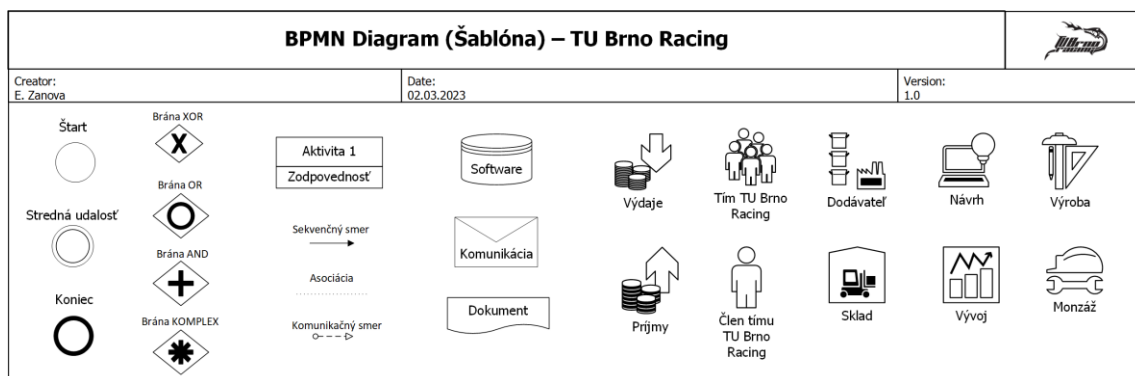 BPMN Diagram (Šablóna) – TU Brno Racing
TUBrno
racing
Creator:
E. Zanova
Date:
02.03.2023
Version:
1.0
Štart
Brána XOR
X
Aktivita 1
Zodpovednosť
Software
Výdaje
Tím TU Brno
Racing
Dodávateľ
Návrh
Výroba
Stredná udalosť
Brána OR
Sekvenčný smer
Komunikácia
Brána AND
Asociácia
Koniec
Brána KOMPLEX
Komunikačný smer
Dokument
Príjmy
Člen tímu
TU Brno
Racing
Sklad
Vývoj
Monzáž